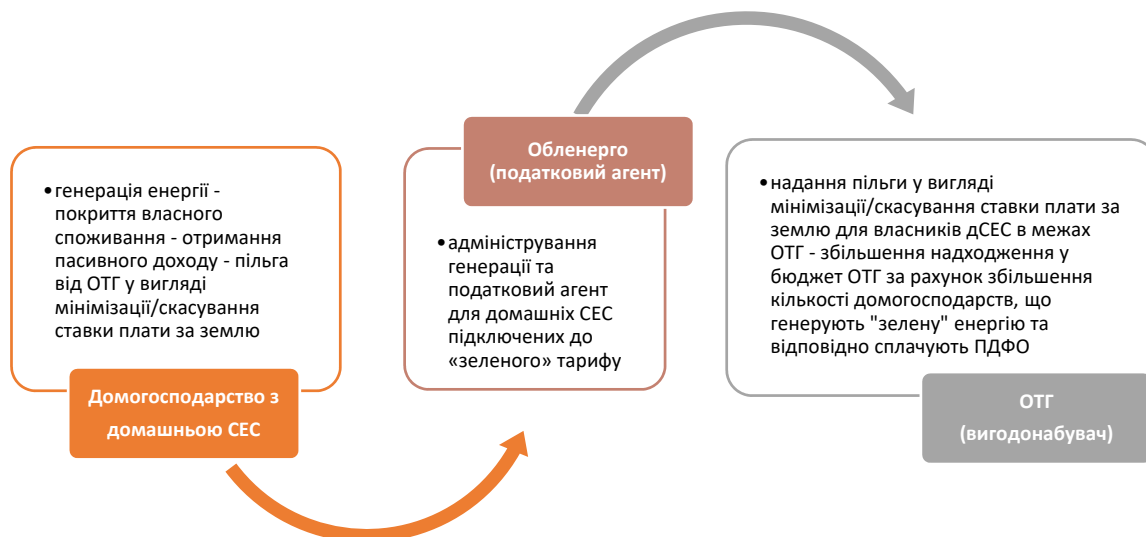 •генерація енергії -
покриття власного
споживання - отримання
пасивного доходу - пільга
від ОТГ у вигляді
мінімізації/скасування
ставки плати за землю
Домогосподарство з
домашньою СЕС
Обленерго
(податковий агент)
•адміністрування
генерації та
податковий агент
для домашніх СЕС
підключених до
«зеленого» тарифу
•надання пільги у вигляді
мінімізації/скасування ставки плати за
землю для власників дСЕС в межах
ОТГ - збільшення надходження у
бюджет ОТГ за рахунок збільшення
кількості домогосподарств, що
генерують "зелену" енергію та
відповідно сплачують ПДФО
ОТГ
(вигодонабувач)